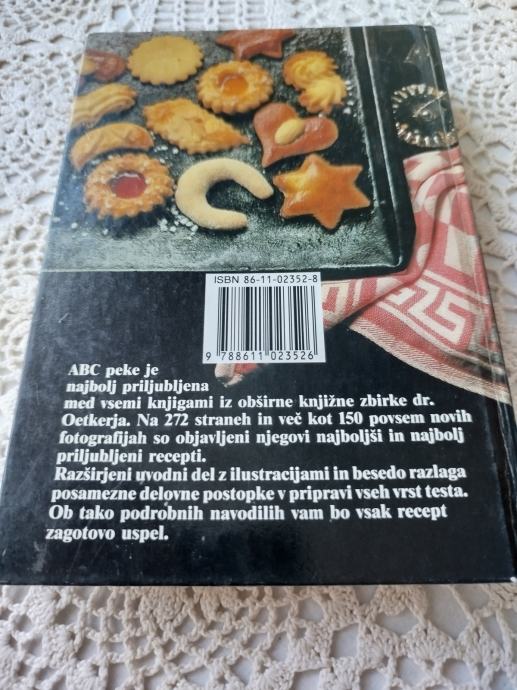 ISBN 86-11-02352-8
9 788611 023526
ABC peke je
najbolj priljubljena
med vsemi knjigami iz obširne knjižne zbirke dr.
Oetkerja. Na 272 straneh in več kot 150 povsem novih
fotografijah so objavljeni njegovi najboljši in najbolj
priljubljeni recepti.
Razširjeni uvodni del z ilustracijami in besedo razlaga
posamezne delovne postopke v pripravi vseh vrst testa.
Ob tako podrobnih navodilih vam bo vsak recept
zagotovo uspel.